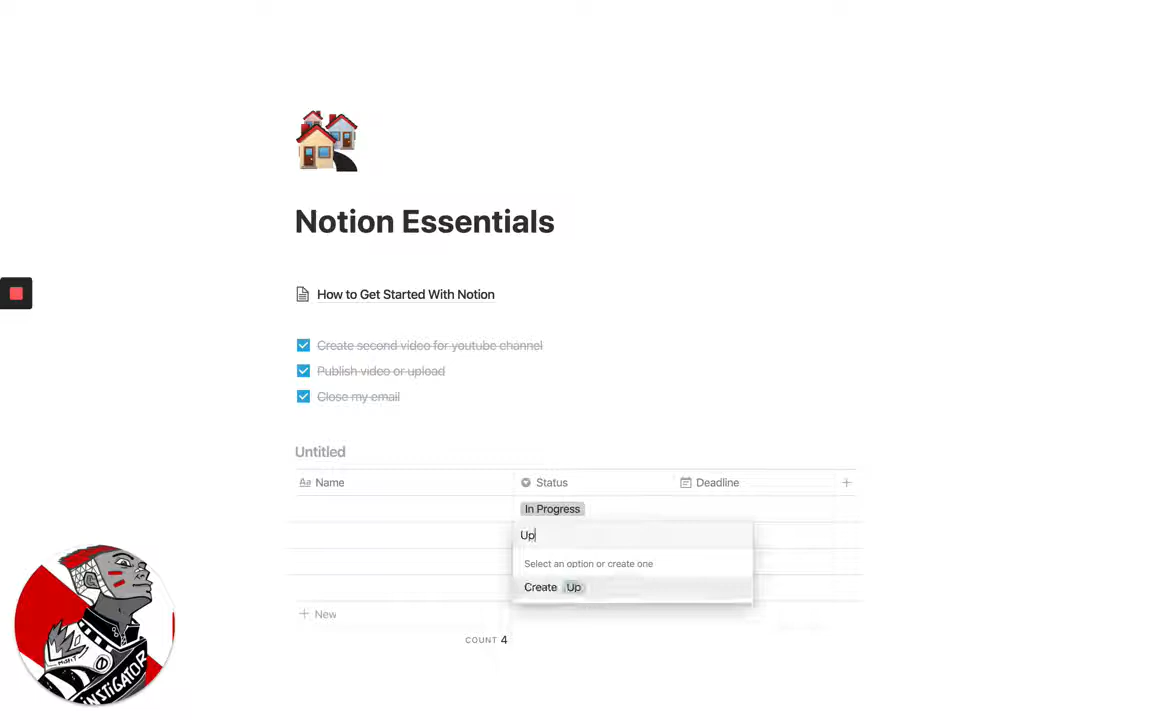 Notion Essentials
How to Get Started With Notion
Create second video for youtube channel
Publish video or upload
Close my email
Untitled
Aa Name Status Deadline
In Progress
Up
Select an option or create one
Create Up
New
COUNT 4
INSTIGATOR